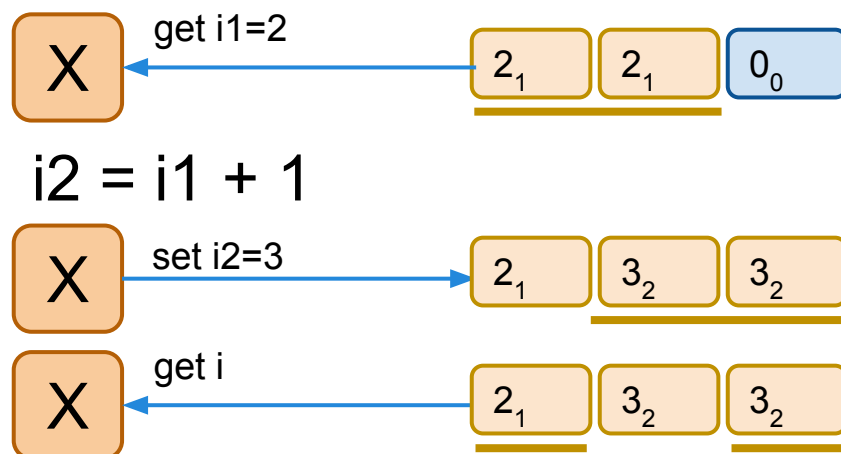 get i1=2
X 2₁ 2₁ 0₀
i2 = i1 + 1
set i2=3
X 2₁ 3₂ 3₂
get i
X 2₁ 3₂ 3₂